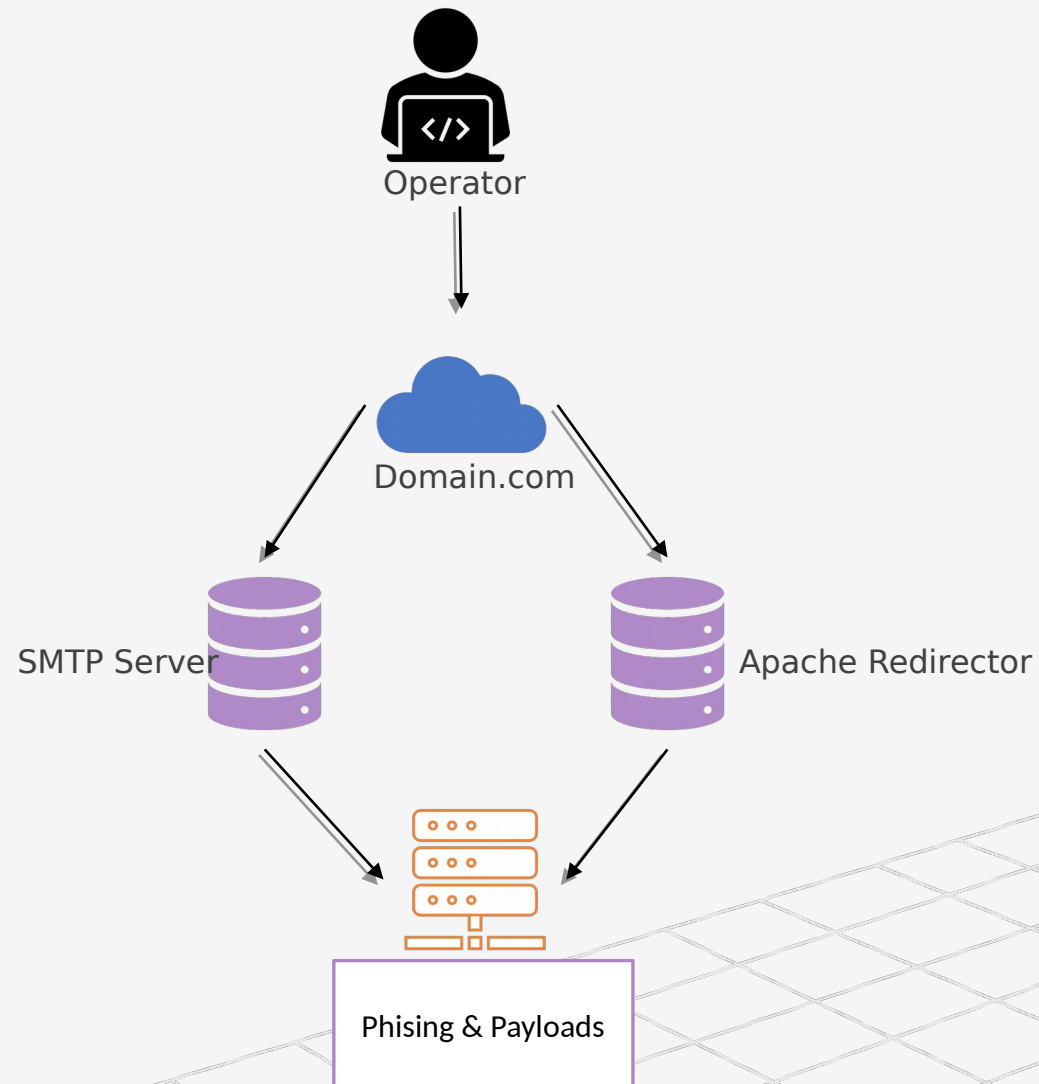 </>
Operator
Domain.com
SMTP Server
Apache Redirector
Phising & Payloads